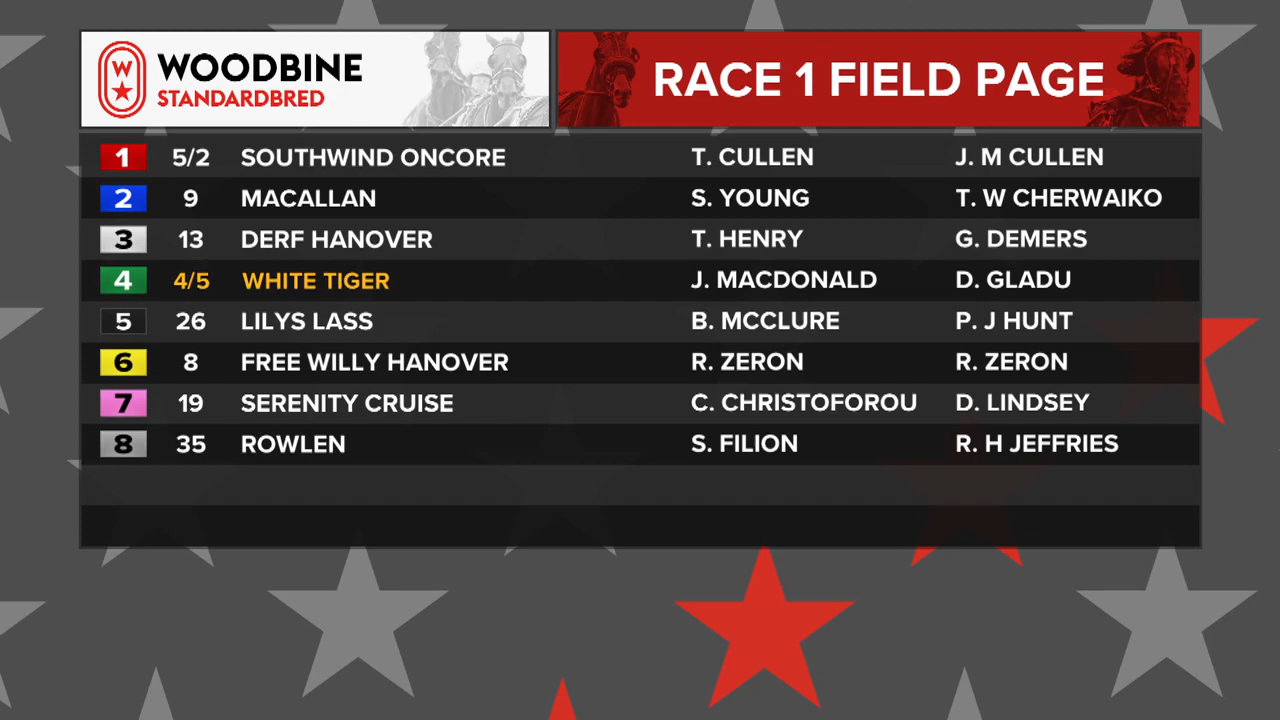 W
WOODBINE
STANDARDBRED
RACE 1 FIELD PAGE
1 5/2 SOUTHWIND ONCORE T. CULLEN J. M CULLEN
2 9 MACALLAN S. YOUNG T. W CHERWAIKO
3 13 DERF HANOVER T. HENRY G. DEMERS
4 4/5 WHITE TIGER J. MACDONALD D. GLADU
5 26 LILYS LASS B. MCCLURE P. J HUNT
6 8 FREE WILLY HANOVER R. ZERON R. ZERON
7 19 SERENITY CRUISE C. CHRISTOFOROU D. LINDSEY
8 35 ROWLEN S. FILION R. H JEFFRIES